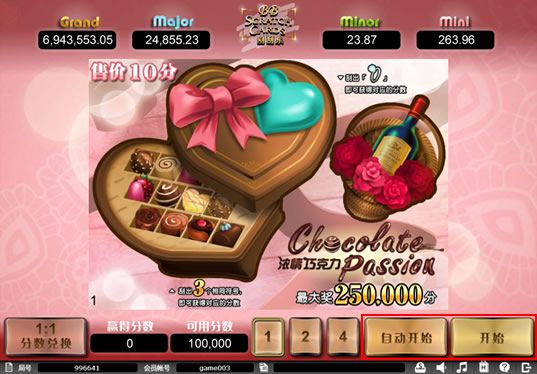 Grand
Major
BB
SCRATCH
CARDS
刮刮乐
Minor
Mini
6,943,553.05
24,855.23
23.87
263.96
售价10分
刮出「 」
即可获得对应的分数
Chocolate
浓情巧克力
Passion
刮出3个相同符号,
即可获得对应的分数
最大奖250,000分
1
1:1
分数兑换
赢得分数
0
可用分数
100,000
1
2
4
自动开始
开始
局号
996641
会员帐号
game003